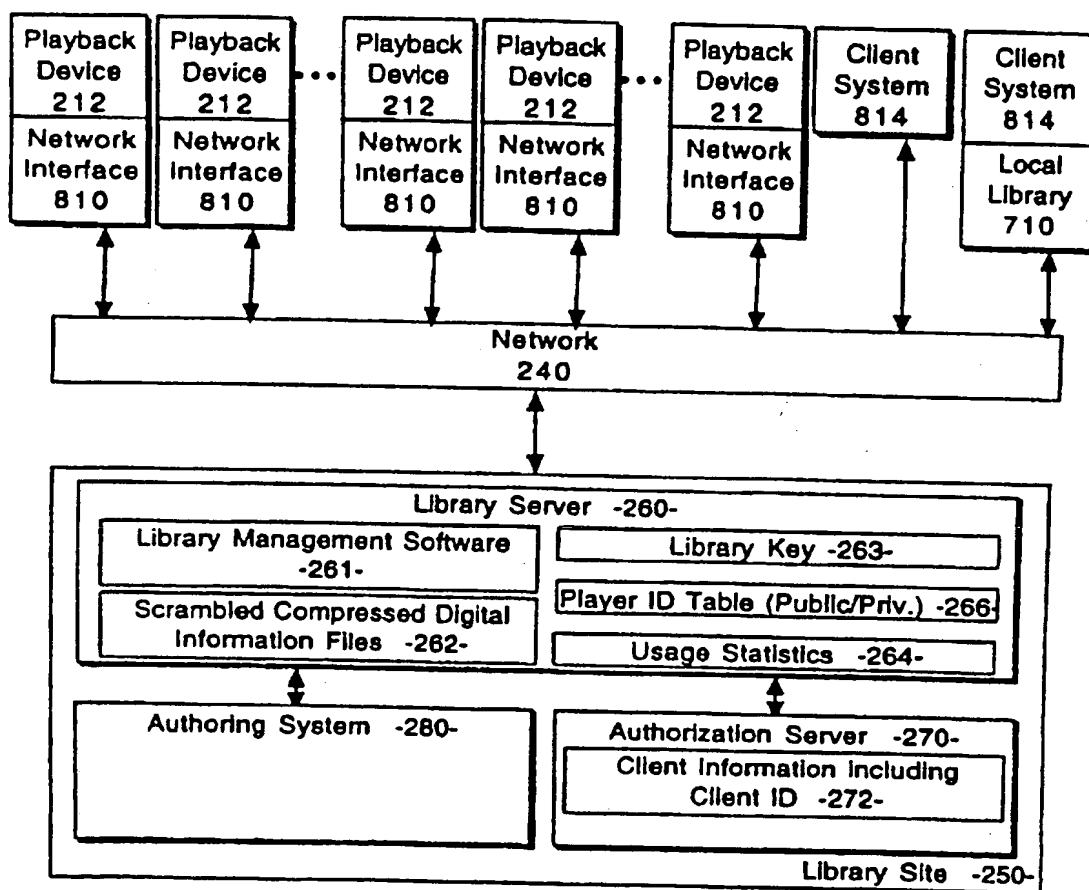 Playback
Device
212
Network
Interface
810
Playback
Device
212
Network
Interface
810
Playback
Device
212
Network
Interface
810
Playback
Device
212
Network
Interface
810
Playback
Device
212
Network
Interface
810
Client
System
814
Client
System
814
Local
Library
710
Network
240
Library Server -260-
Library Management Software
-261-
Scrambled Compressed Digital
Information Files -262-
Library Key -263-
Player ID Table (Public/Priv.) -266-
Usage Statistics -264-
Authoring System -280-
Authorization Server -270-
Client Information including
Client ID -272-
Library Site -250-